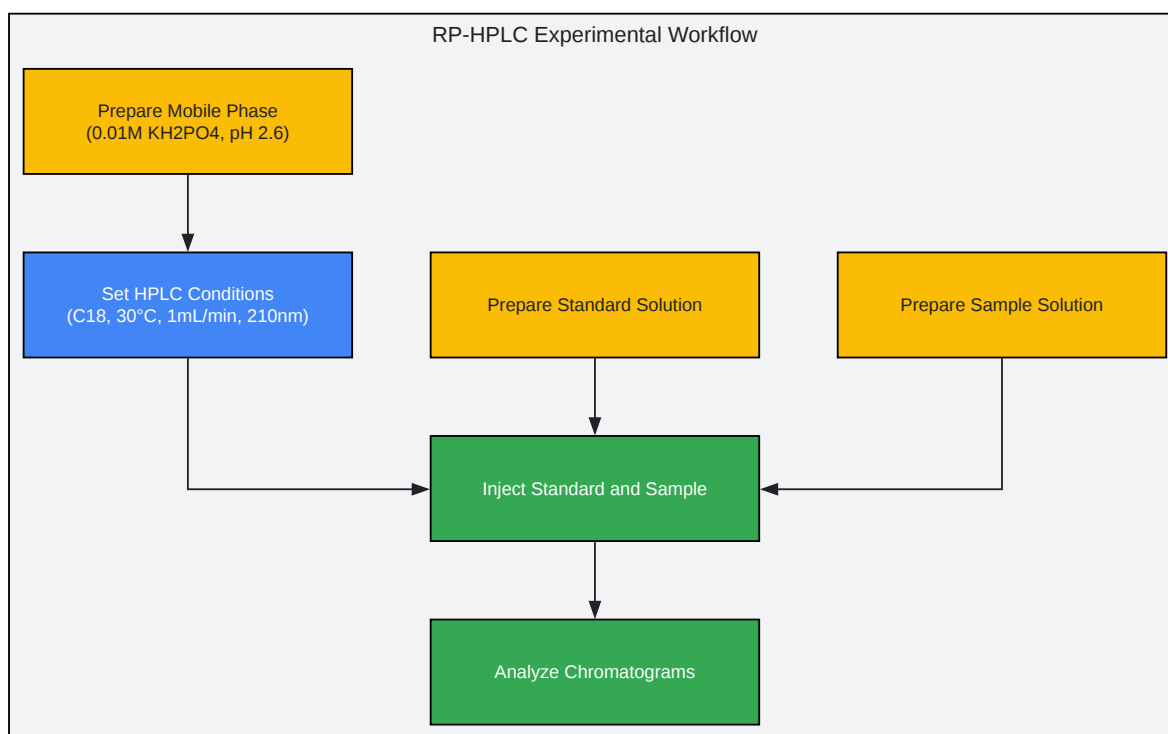 RP-HPLC Experimental Workflow
Prepare Mobile Phase
(0.01M KH2PO4, pH 2.6)
Set HPLC Conditions
(C18, 30°C, 1mL/min, 210nm)
Prepare Standard Solution
Prepare Sample Solution
Inject Standard and Sample
Analyze Chromatograms